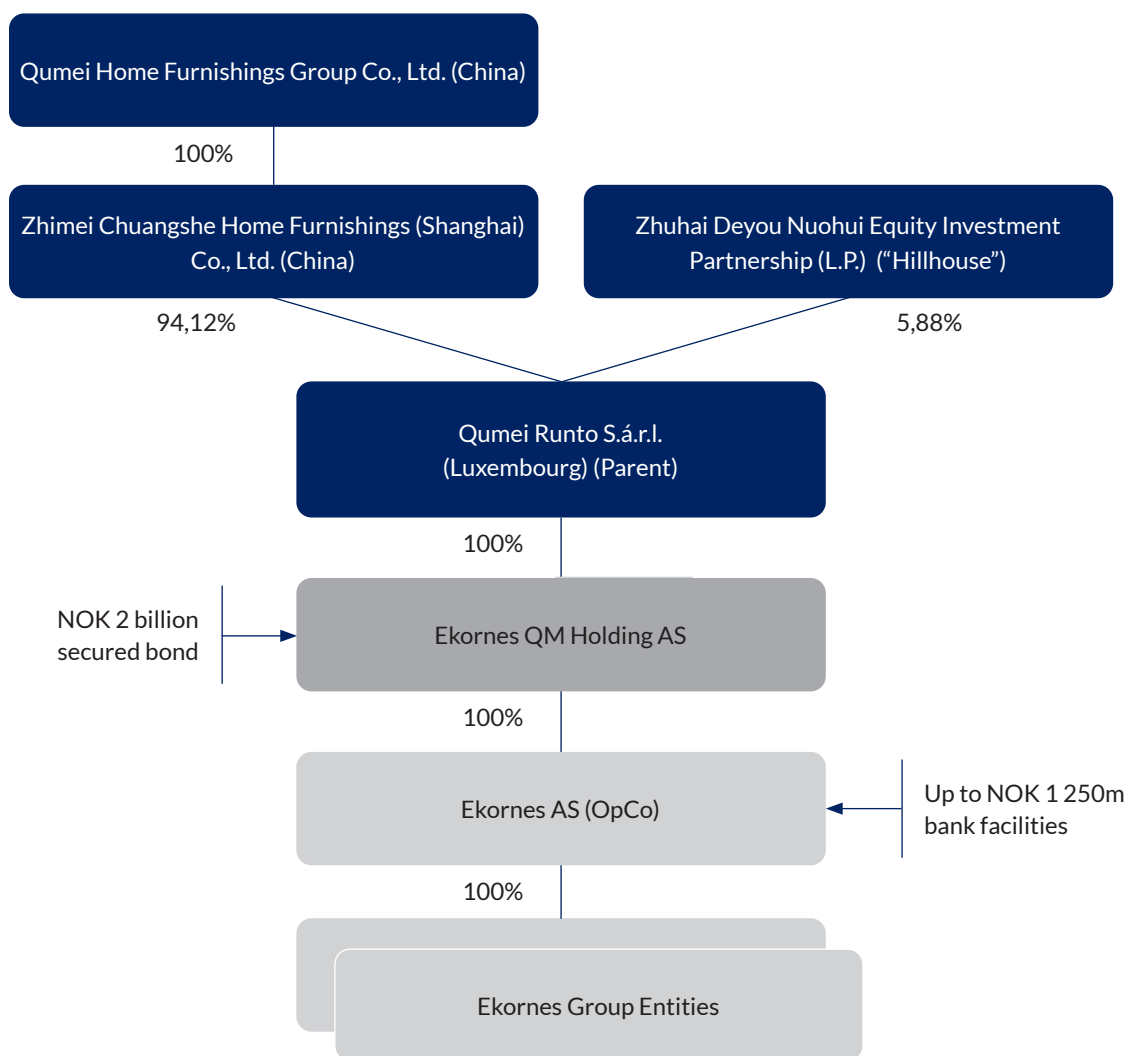 Qumei Home Furnishings Group Co., Ltd. (China)
100%
Zhimei Chuangshe Home Furnishings (Shanghai)
Co., Ltd. (China)
Zhuhai Deyou Nuohui Equity Investment
Partnership (L.P.) (“Hillhouse”)
94,12%
5,88%
Qumei Runto S.á.r.l.
(Luxembourg) (Parent)
100%
NOK 2 billion
secured bond
Ekornes QM Holding AS
100%
Ekornes AS (OpCo)
Up to NOK 1 250m
bank facilities
100%
Ekornes Group Entities